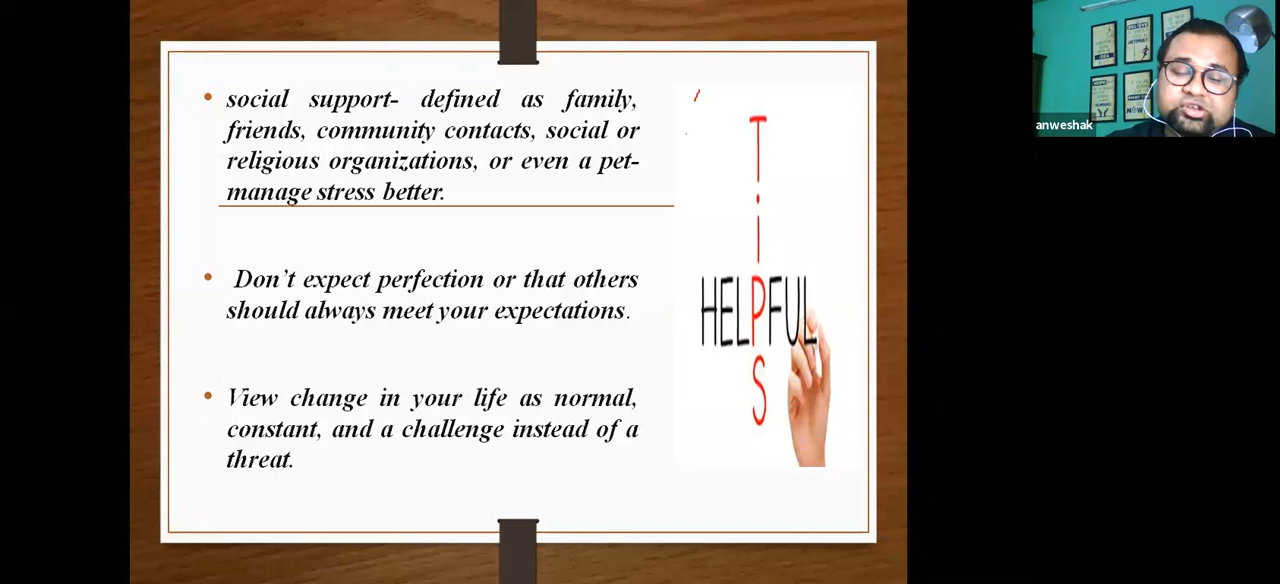 social support- defined as family,
friends, community contacts, social or
religious organizations, or even a pet-
manage stress better.
Don't expect perfection or that others
should always meet your expectations.
View change in your life as normal,
constant, and a challenge instead of a
threat.
TiPS
HELPFUL
anweshak